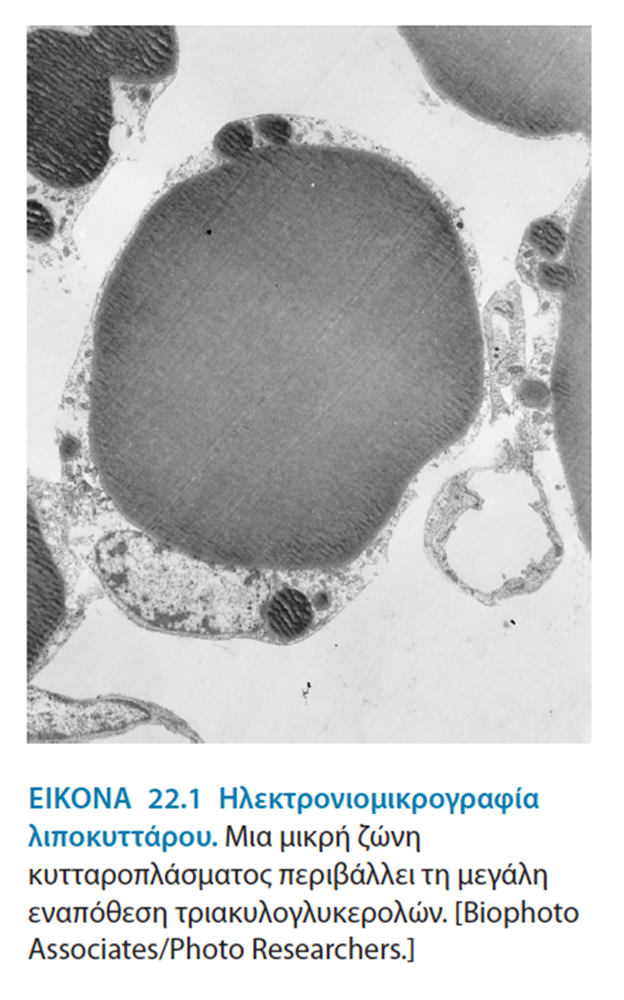 ΕΙΚΟΝΑ 22.1 Ηλεκτρονιομικρογραφία
λιποκυττάρου. Μια μικρή ζώνη
κυτταροπλάσματος περιβάλλει τη μεγάλη
εναπόθεση τριακυλογλυκερολών. [Biophoto
Associates/Photo Researchers.]